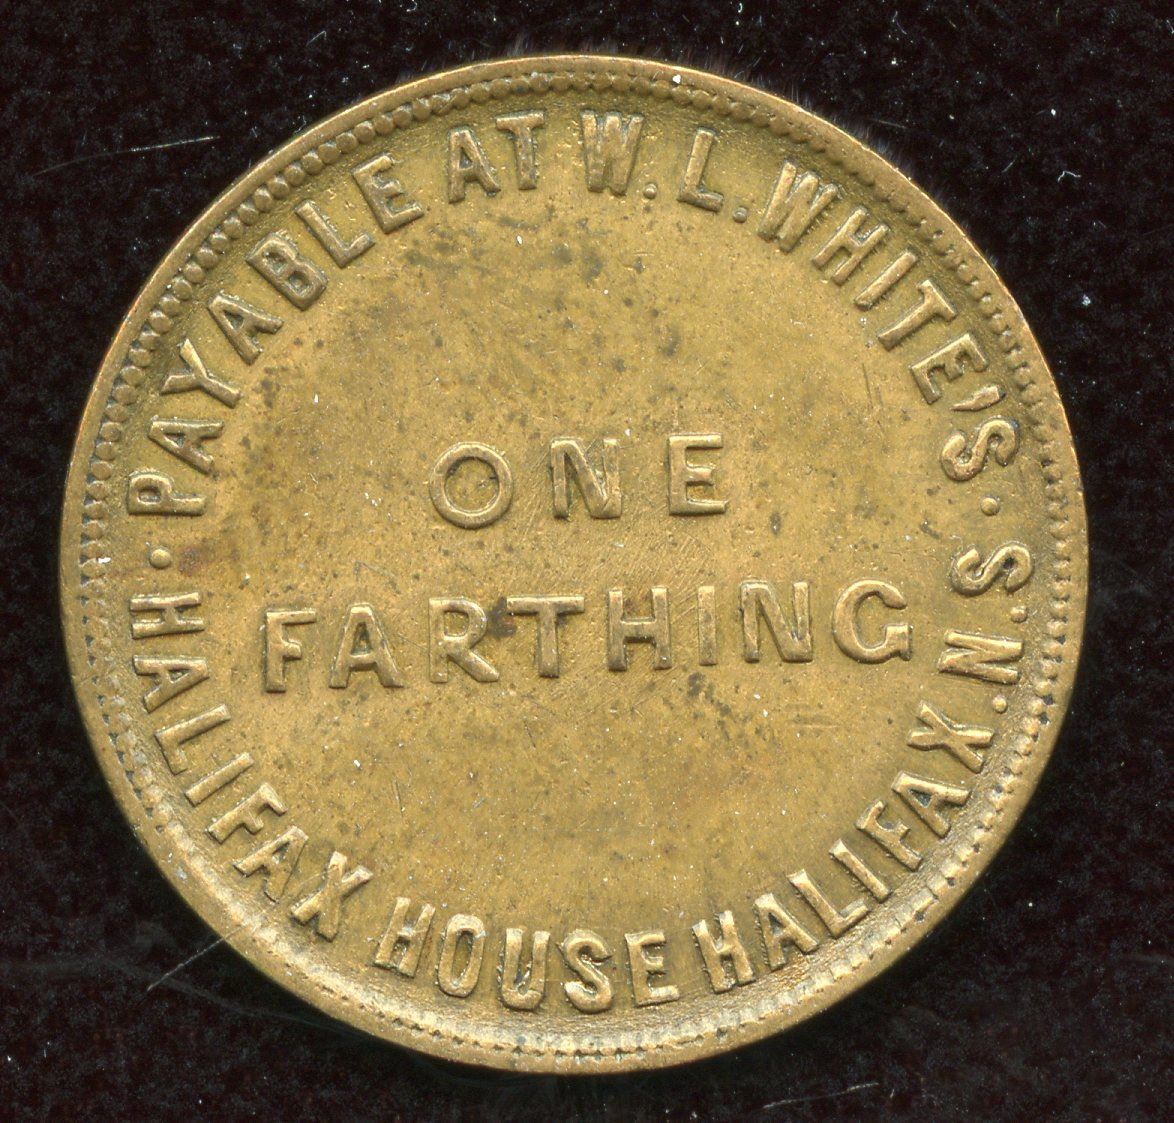 · PAYABLE AT W. L. WHITE'S ·
HALIFAX HOUSE HALIFAX. N. S
ONE
FARTHING